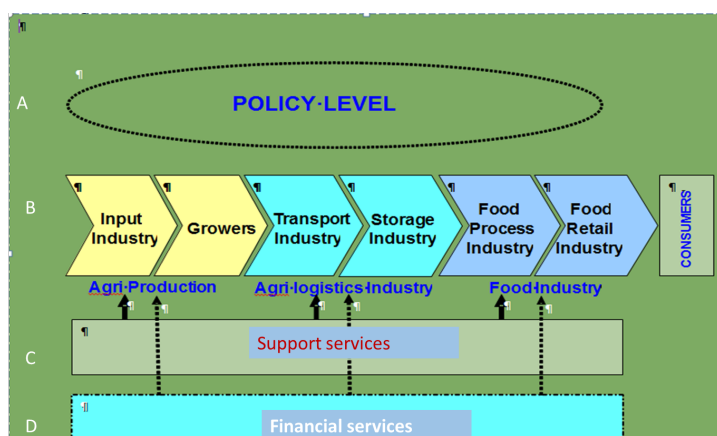 A
POLICY·LEVEL
B
Input
Industry
Growers
Transport
Industry
Storage
Industry
Food
Process
Industry
Food
Retail
Industry
CONSUMERS
Agri·Production
Agri·logistics·Industry
Food·Industry
C
Support services
D
Financial services